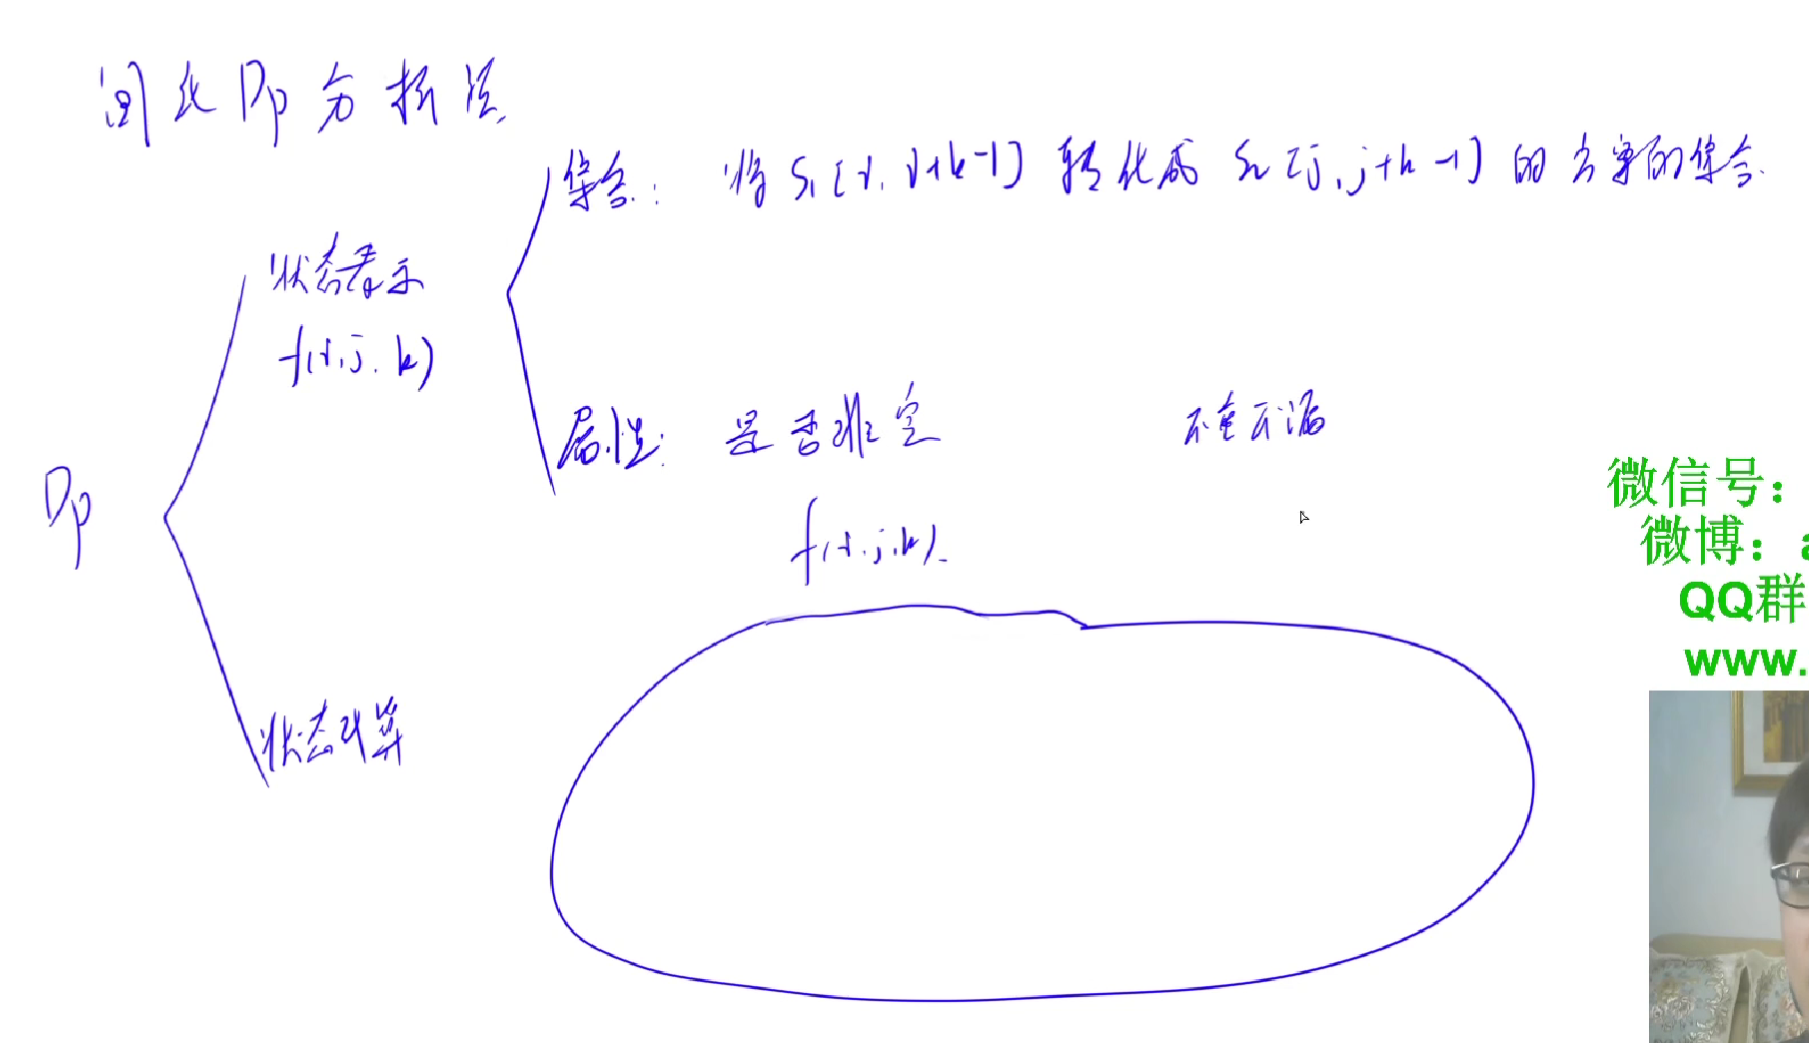 闫氏Dp分析法
集合: 将S1[i, i+k-1] 转化成 S2[j, j+k-1] 的方案的集合.
状态表示
f(i,j,k)
属性: 是否非空
不重不漏
微信号:
Dp
微博: a
f(i,j,k).
QQ群
www.
状态计算